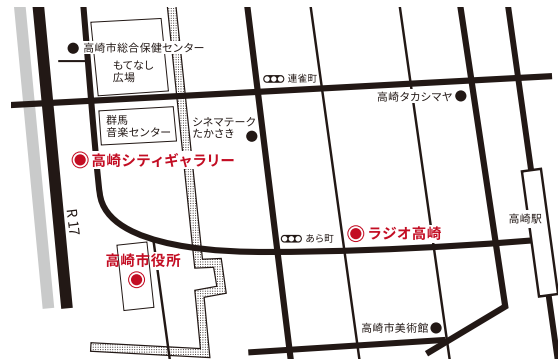 高崎市総合保健センター
もてなし
広場
連雀町
高崎タカシマヤ
群馬
音楽センター
シネマテーク
たかさき
高崎シティギャラリー
R17
高崎駅
あら町
ラジオ高崎
高崎市役所
高崎市美術館